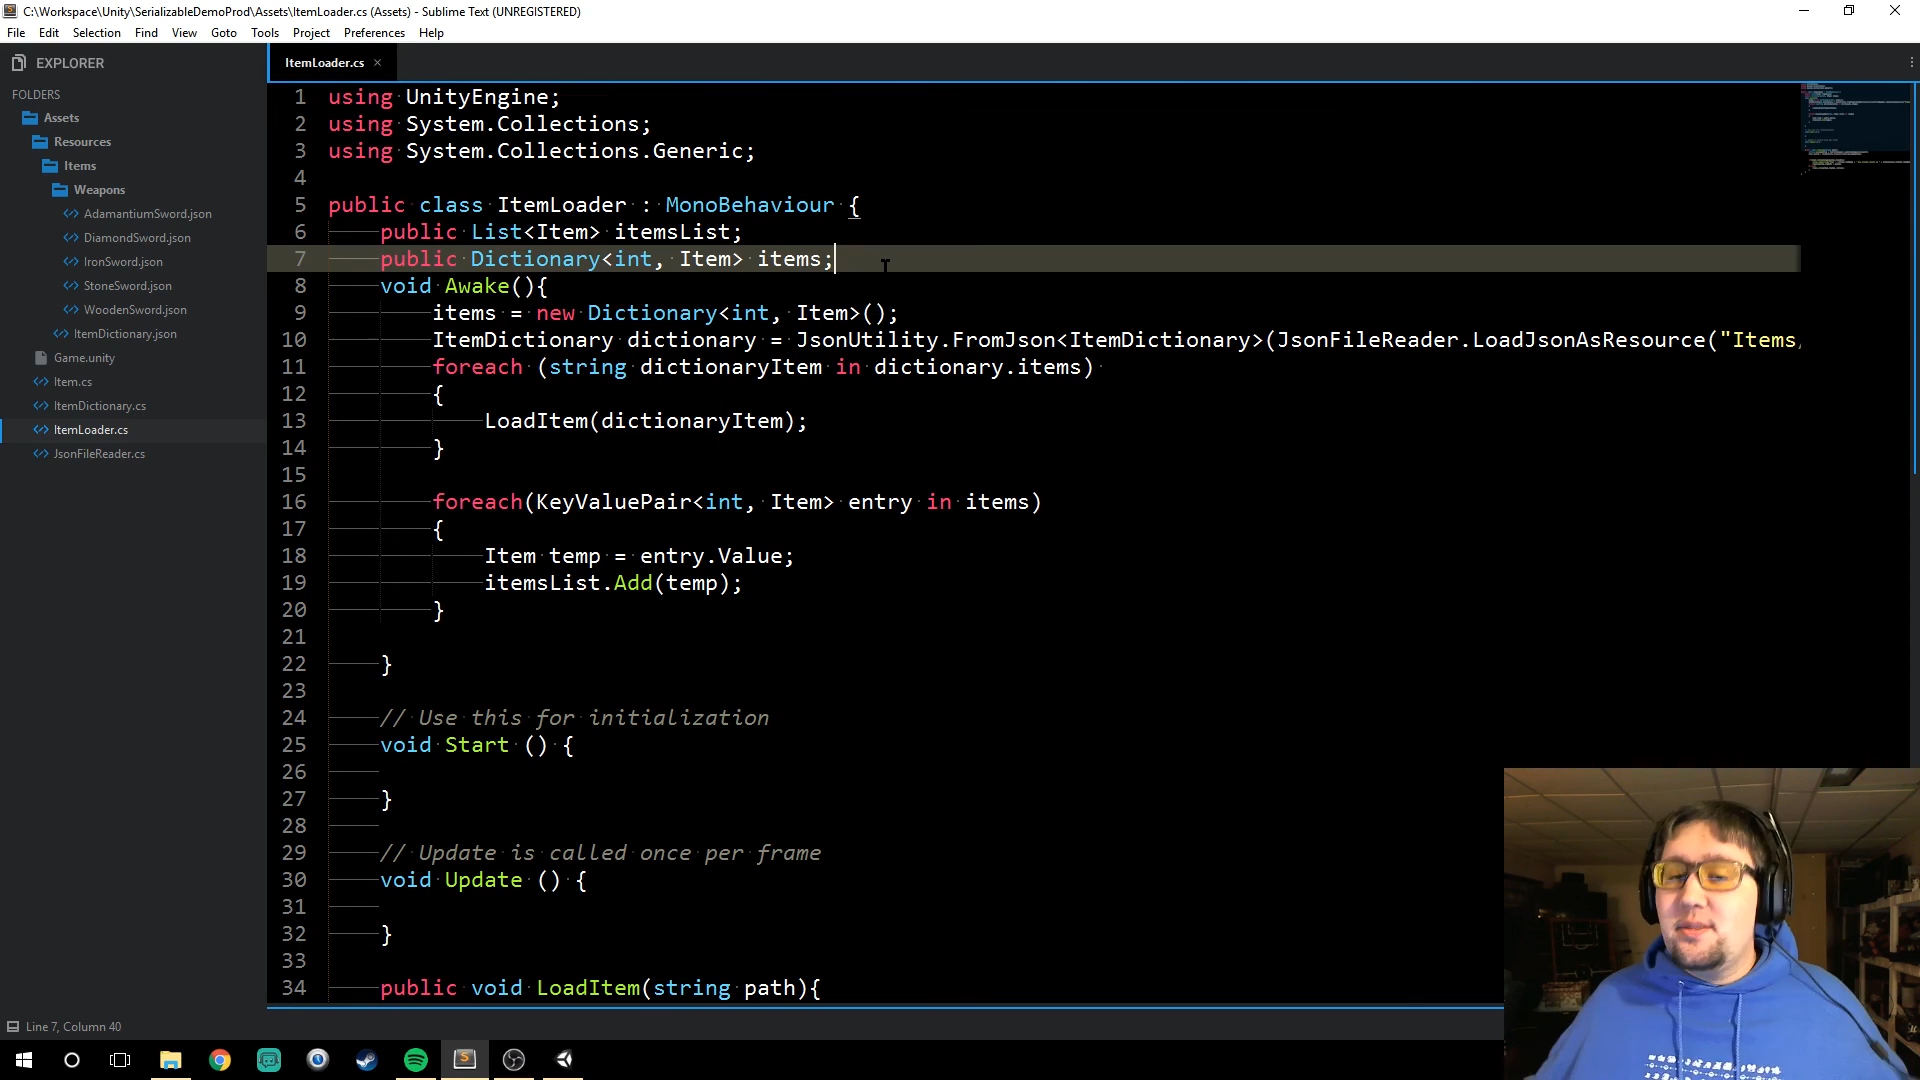 C:\Workspace\Unity\SerializableDemoProd\Assets\ItemLoader.cs (Assets) - Sublime Text (UNREGISTERED)
File Edit Selection Find View Goto Tools Project Preferences Help
EXPLORER
ItemLoader.cs ×
FOLDERS
Assets
Resources
Items
Weapons
AdamantiumSword.json
DiamondSword.json
IronSword.json
StoneSword.json
WoodenSword.json
ItemDictionary.json
Game.unity
Item.cs
ItemDictionary.cs
ItemLoader.cs
JsonFileReader.cs
1 using UnityEngine;
2 using System.Collections;
3 using System.Collections.Generic;
4
5 public class ItemLoader : MonoBehaviour {
6 public List<Item> itemsList;
7 public Dictionary<int, Item> items;
8 void Awake(){
9 items = new Dictionary<int, Item>();
10 ItemDictionary dictionary = JsonUtility.FromJson<ItemDictionary>(JsonFileReader.LoadJsonAsResource("Items/
11 foreach (string dictionaryItem in dictionary.items)
12 {
13 LoadItem(dictionaryItem);
14 }
15
16 foreach(KeyValuePair<int, Item> entry in items)
17 {
18 Item temp = entry.Value;
19 itemsList.Add(temp);
20 }
21
22 }
23
24 // Use this for initialization
25 void Start () {
26
27 }
28
29 // Update is called once per frame
30 void Update () {
31
32 }
33
34 public void LoadItem(string path){
Line 7, Column 40